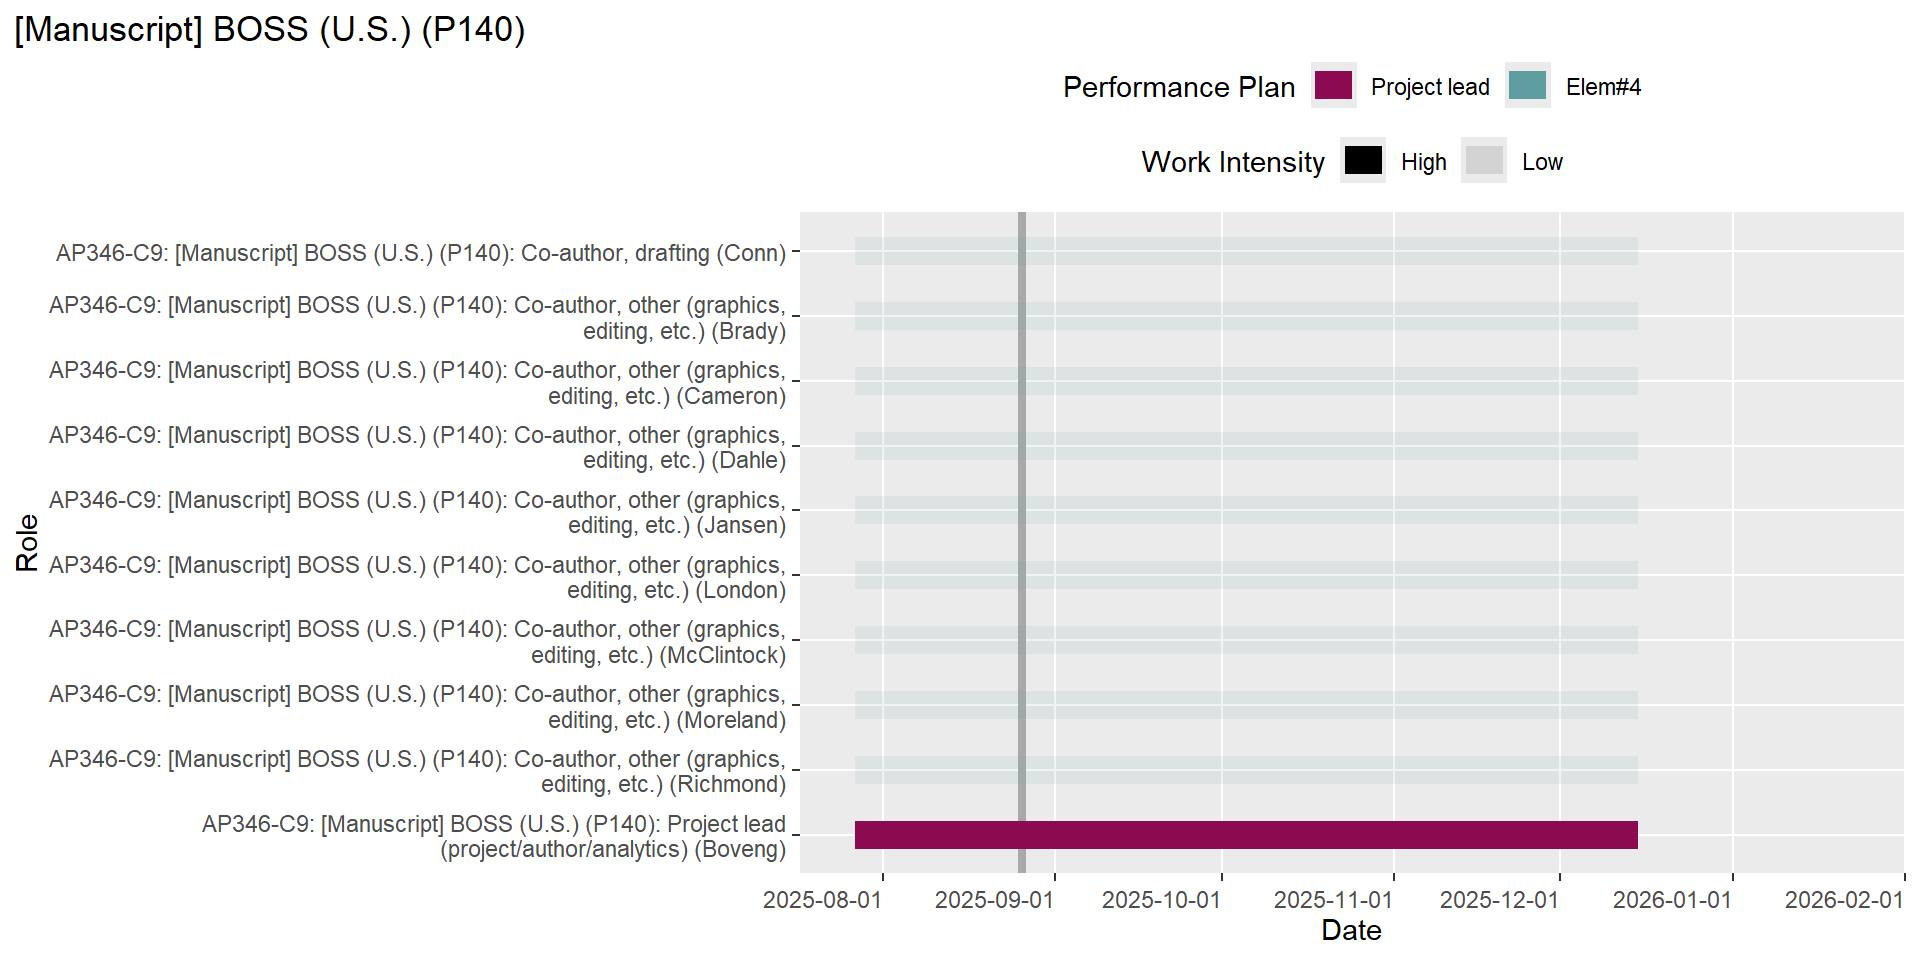 [Manuscript] BOSS (U.S.) (P140)
Performance Plan Project lead Elem#4
Work Intensity High Low
AP346-C9: [Manuscript] BOSS (U.S.) (P140): Co-author, drafting (Conn)
AP346-C9: [Manuscript] BOSS (U.S.) (P140): Co-author, other (graphics,
editing, etc.) (Brady)
AP346-C9: [Manuscript] BOSS (U.S.) (P140): Co-author, other (graphics,
editing, etc.) (Cameron)
AP346-C9: [Manuscript] BOSS (U.S.) (P140): Co-author, other (graphics,
editing, etc.) (Dahle)
AP346-C9: [Manuscript] BOSS (U.S.) (P140): Co-author, other (graphics,
editing, etc.) (Jansen)
AP346-C9: [Manuscript] BOSS (U.S.) (P140): Co-author, other (graphics,
editing, etc.) (London)
AP346-C9: [Manuscript] BOSS (U.S.) (P140): Co-author, other (graphics,
editing, etc.) (McClintock)
AP346-C9: [Manuscript] BOSS (U.S.) (P140): Co-author, other (graphics,
editing, etc.) (Moreland)
AP346-C9: [Manuscript] BOSS (U.S.) (P140): Co-author, other (graphics,
editing, etc.) (Richmond)
AP346-C9: [Manuscript] BOSS (U.S.) (P140): Project lead
(project/author/analytics) (Boveng)
Role
2025-08-01 2025-09-01 2025-10-01 2025-11-01 2025-12-01 2026-01-01 2026-02-01
Date